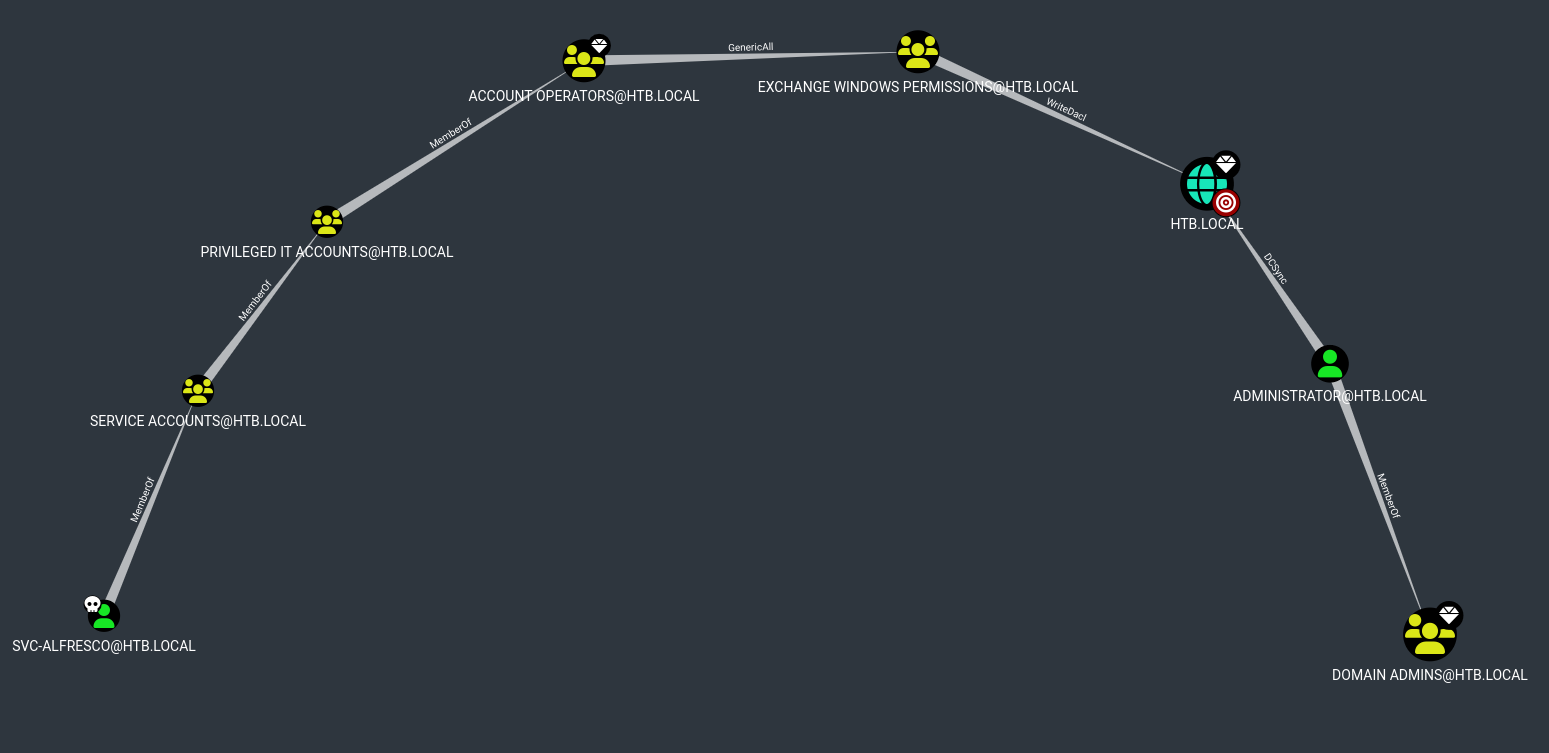 SVC-ALFRESCO@HTB.LOCAL
MemberOf
SERVICE ACCOUNTS@HTB.LOCAL
MemberOf
PRIVILEGED IT ACCOUNTS@HTB.LOCAL
MemberOf
ACCOUNT OPERATORS@HTB.LOCAL
GenericAll
EXCHANGE WINDOWS PERMISSIONS@HTB.LOCAL
WriteDacl
HTB.LOCAL
DCSync
ADMINISTRATOR@HTB.LOCAL
MemberOf
DOMAIN ADMINS@HTB.LOCAL